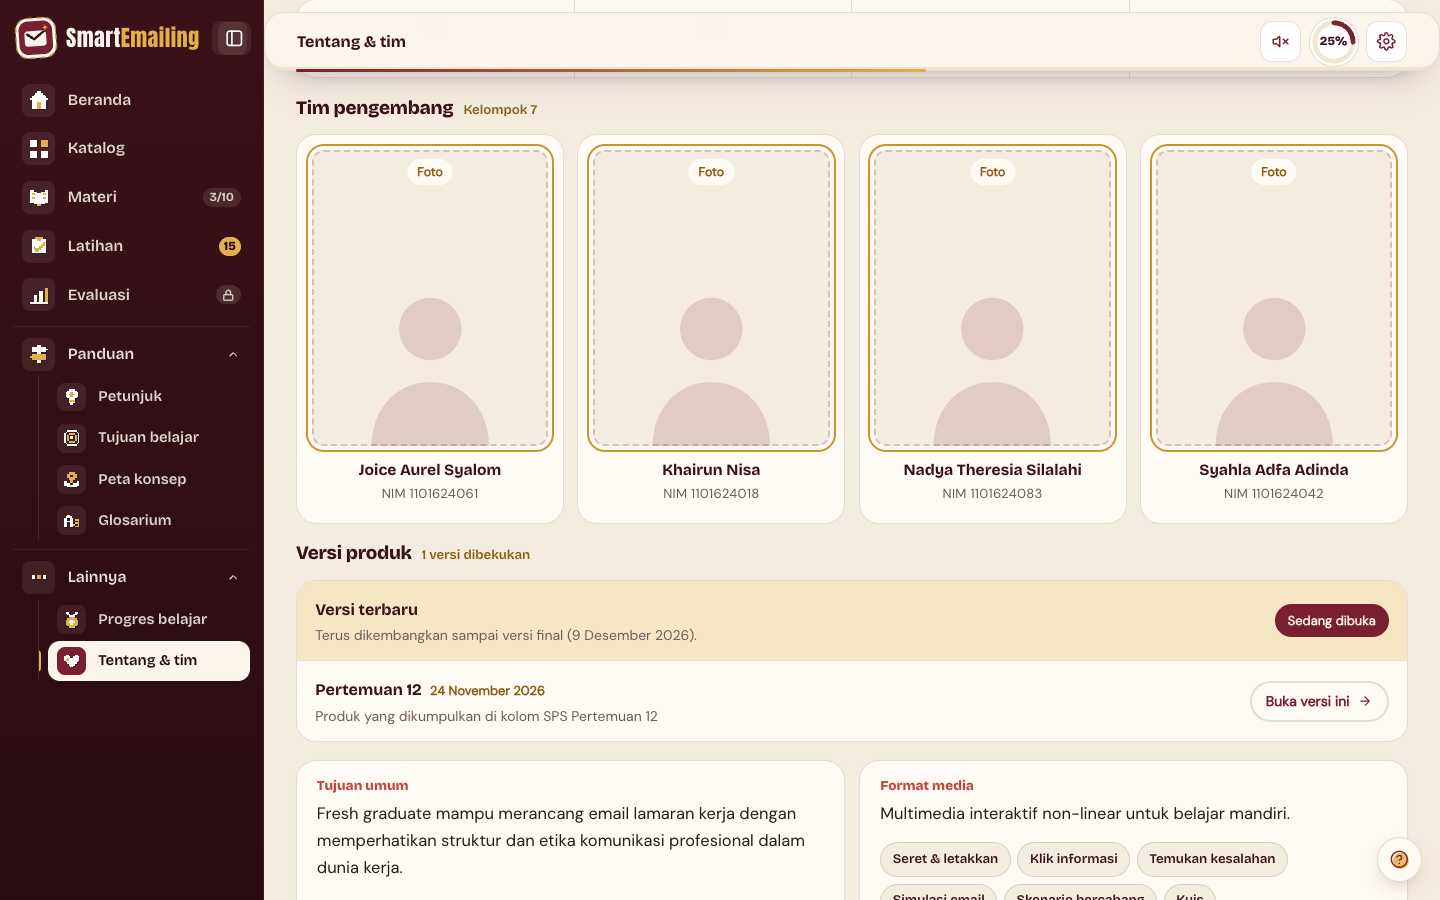 SmartEmailing
Beranda
Katalog
Materi 3/10
Latihan 15
Evaluasi
Panduan
Petunjuk
Tujuan belajar
Peta konsep
Glosarium
Lainnya
Progres belajar
Tentang & tim
Tentang & tim
25%
Tim pengembang Kelompok 7
Foto
Joice Aurel Syalom
NIM 1101624061
Foto
Khairun Nisa
NIM 1101624018
Foto
Nadya Theresia Silalahi
NIM 1101624083
Foto
Syahla Adfa Adinda
NIM 1101624042
Versi produk 1 versi dibekukan
Versi terbaru
Terus dikembangkan sampai versi final (9 Desember 2026).
Sedang dibuka
Pertemuan 12 24 November 2026
Produk yang dikumpulkan di kolom SPS Pertemuan 12
Buka versi ini
Tujuan umum
Fresh graduate mampu merancang email lamaran kerja dengan
memperhatikan struktur dan etika komunikasi profesional dalam
dunia kerja.
Format media
Multimedia interaktif non-linear untuk belajar mandiri.
Seret & letakkan Klik informasi Temukan kesalahan
Simulasi email Skenario bercabang Kuis